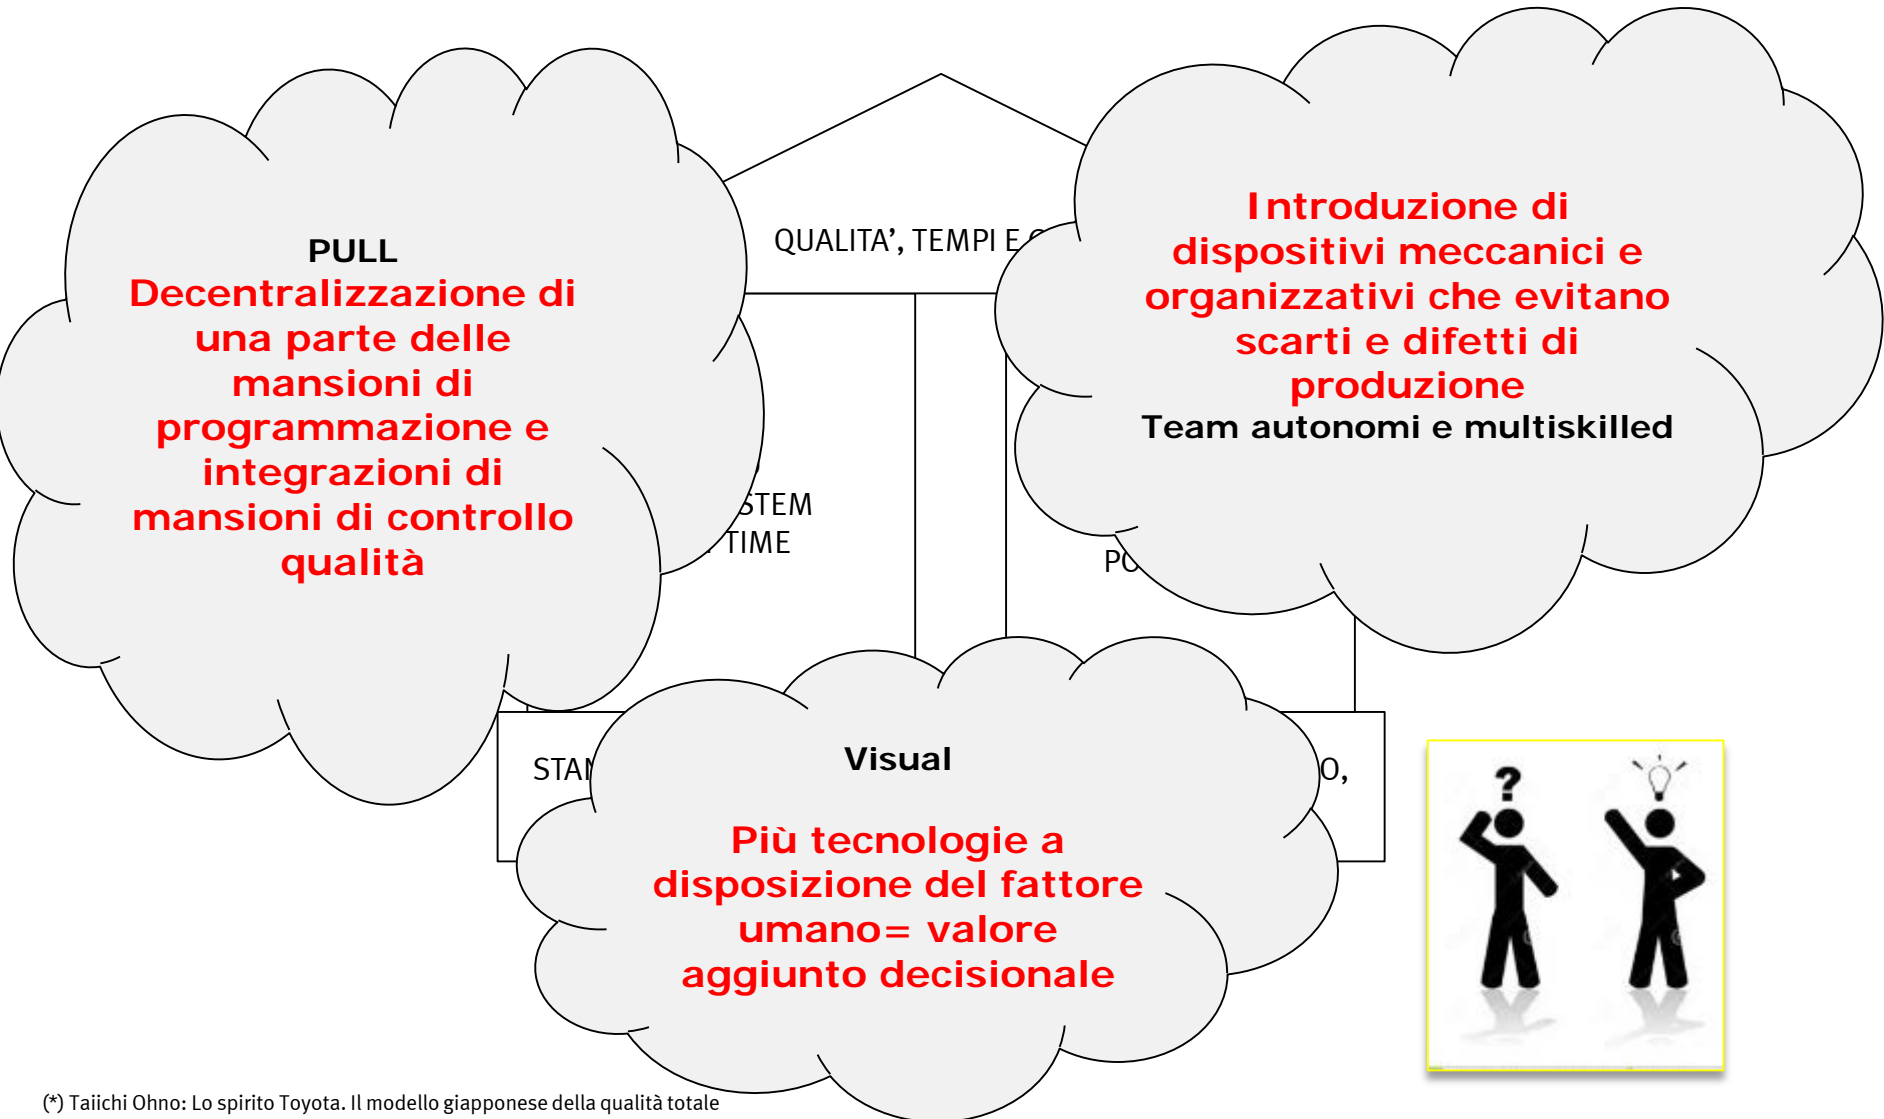 QUALITA', TEMPI E
PULL
Decentralizzazione di
una parte delle
mansioni di
programmazione e
integrazioni di
mansioni di controllo
qualità
Introduzione di
dispositivi meccanici e
organizzativi che evitano
scarti e difetti di
produzione
Team autonomi e multiskilled
STEM
TIME
PO
STAN
O,
Visual
Più tecnologie a
disposizione del fattore
umano= valore
aggiunto decisionale
?
(*) Taiichi Ohno: Lo spirito Toyota. Il modello giapponese della qualità totale